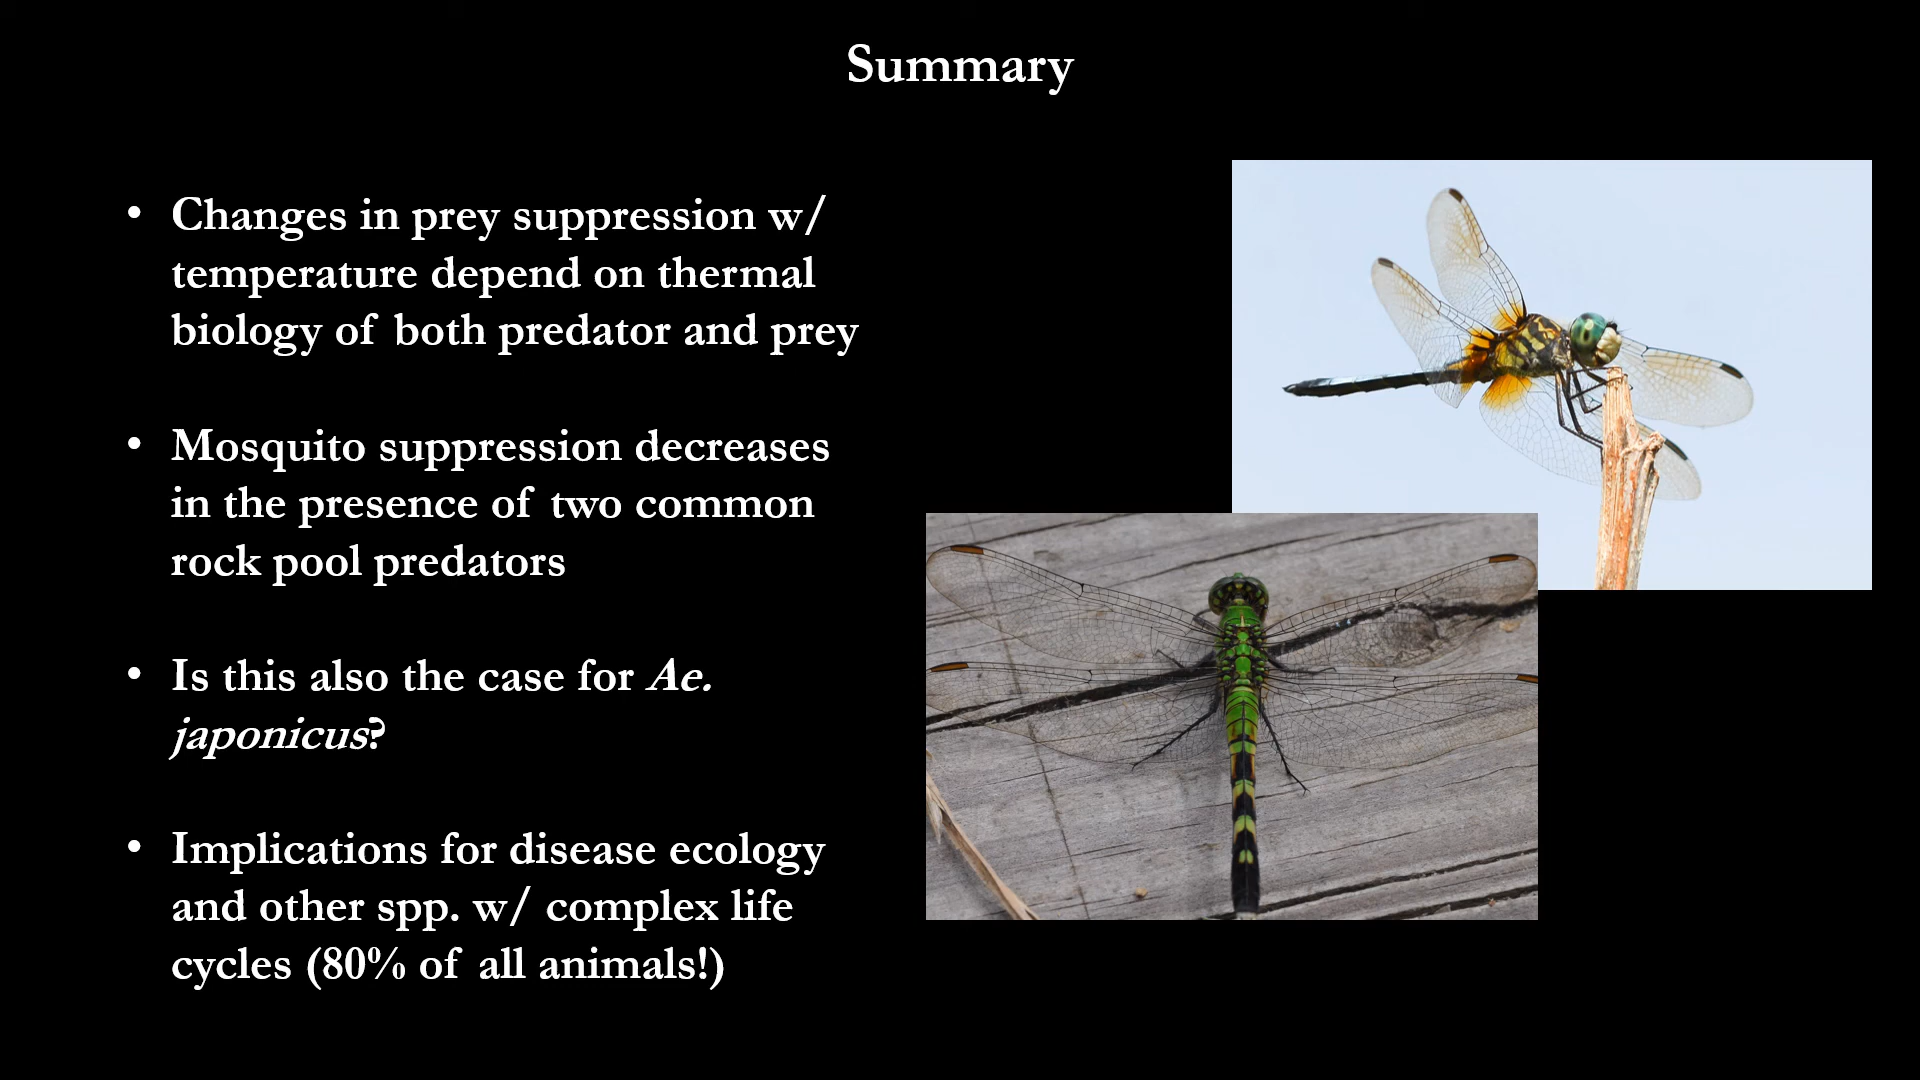 Summary
• Changes in prey suppression w/
temperature depend on thermal
biology of both predator and prey
• Mosquito suppression decreases
in the presence of two common
rock pool predators
• Is this also the case for Ae.
japonicus?
• Implications for disease ecology
and other spp. w/ complex life
cycles (80% of all animals!)